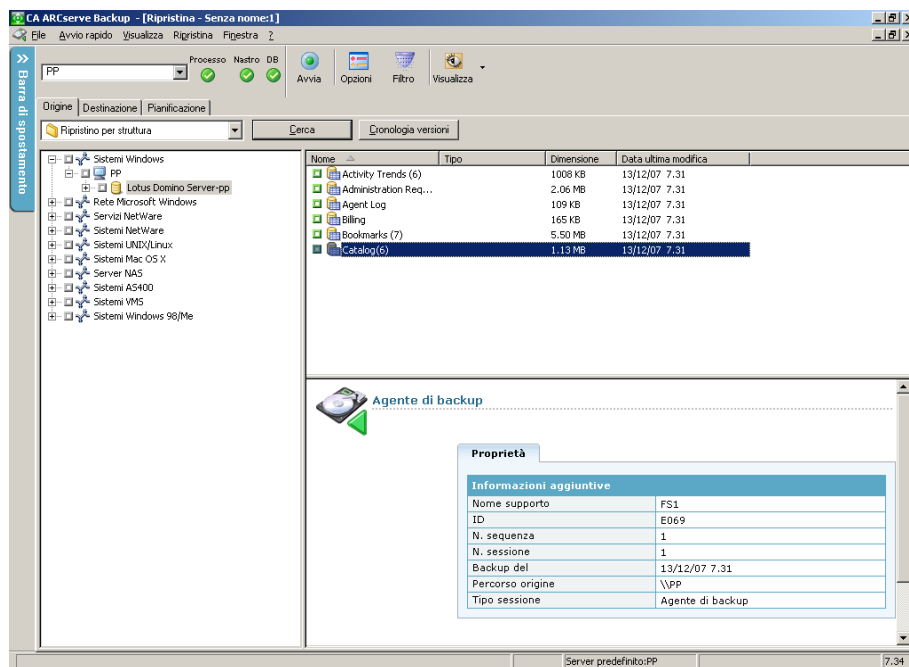 CA ARCserve Backup - [Ripristina - Senza nome:1]
File Avvio rapido Visualizza Ripristina Finestra ?
Barra di spostamento
PP
Processo Nastro DB
Avvia Opzioni Filtro Visualizza
Origine Destinazione Pianificazione
Ripristino per struttura Cerca Cronologia versioni
Sistemi Windows
PP
Lotus Domino Server-pp
Rete Microsoft Windows
Servizi NetWare
Sistemi NetWare
Sistemi UNIX/Linux
Sistemi Mac OS X
Server NAS
Sistemi AS400
Sistemi VMS
Sistemi Windows 98/Me
Nome Tipo Dimensione Data ultima modifica
Activity Trends (6) 1008 KB 13/12/07 7.31
Administration Req... 2.06 MB 13/12/07 7.31
Agent Log 109 KB 13/12/07 7.31
Billing 165 KB 13/12/07 7.31
Bookmarks (7) 5.50 MB 13/12/07 7.31
Catalog(6) 1.13 MB 13/12/07 7.31
Agente di backup
Proprietà
Informazioni aggiuntive
Nome supporto FS1
ID E069
N. sequenza 1
N. sessione 1
Backup del 13/12/07 7.31
Percorso origine \\PP
Tipo sessione Agente di backup
Server predefinito:PP 7.34